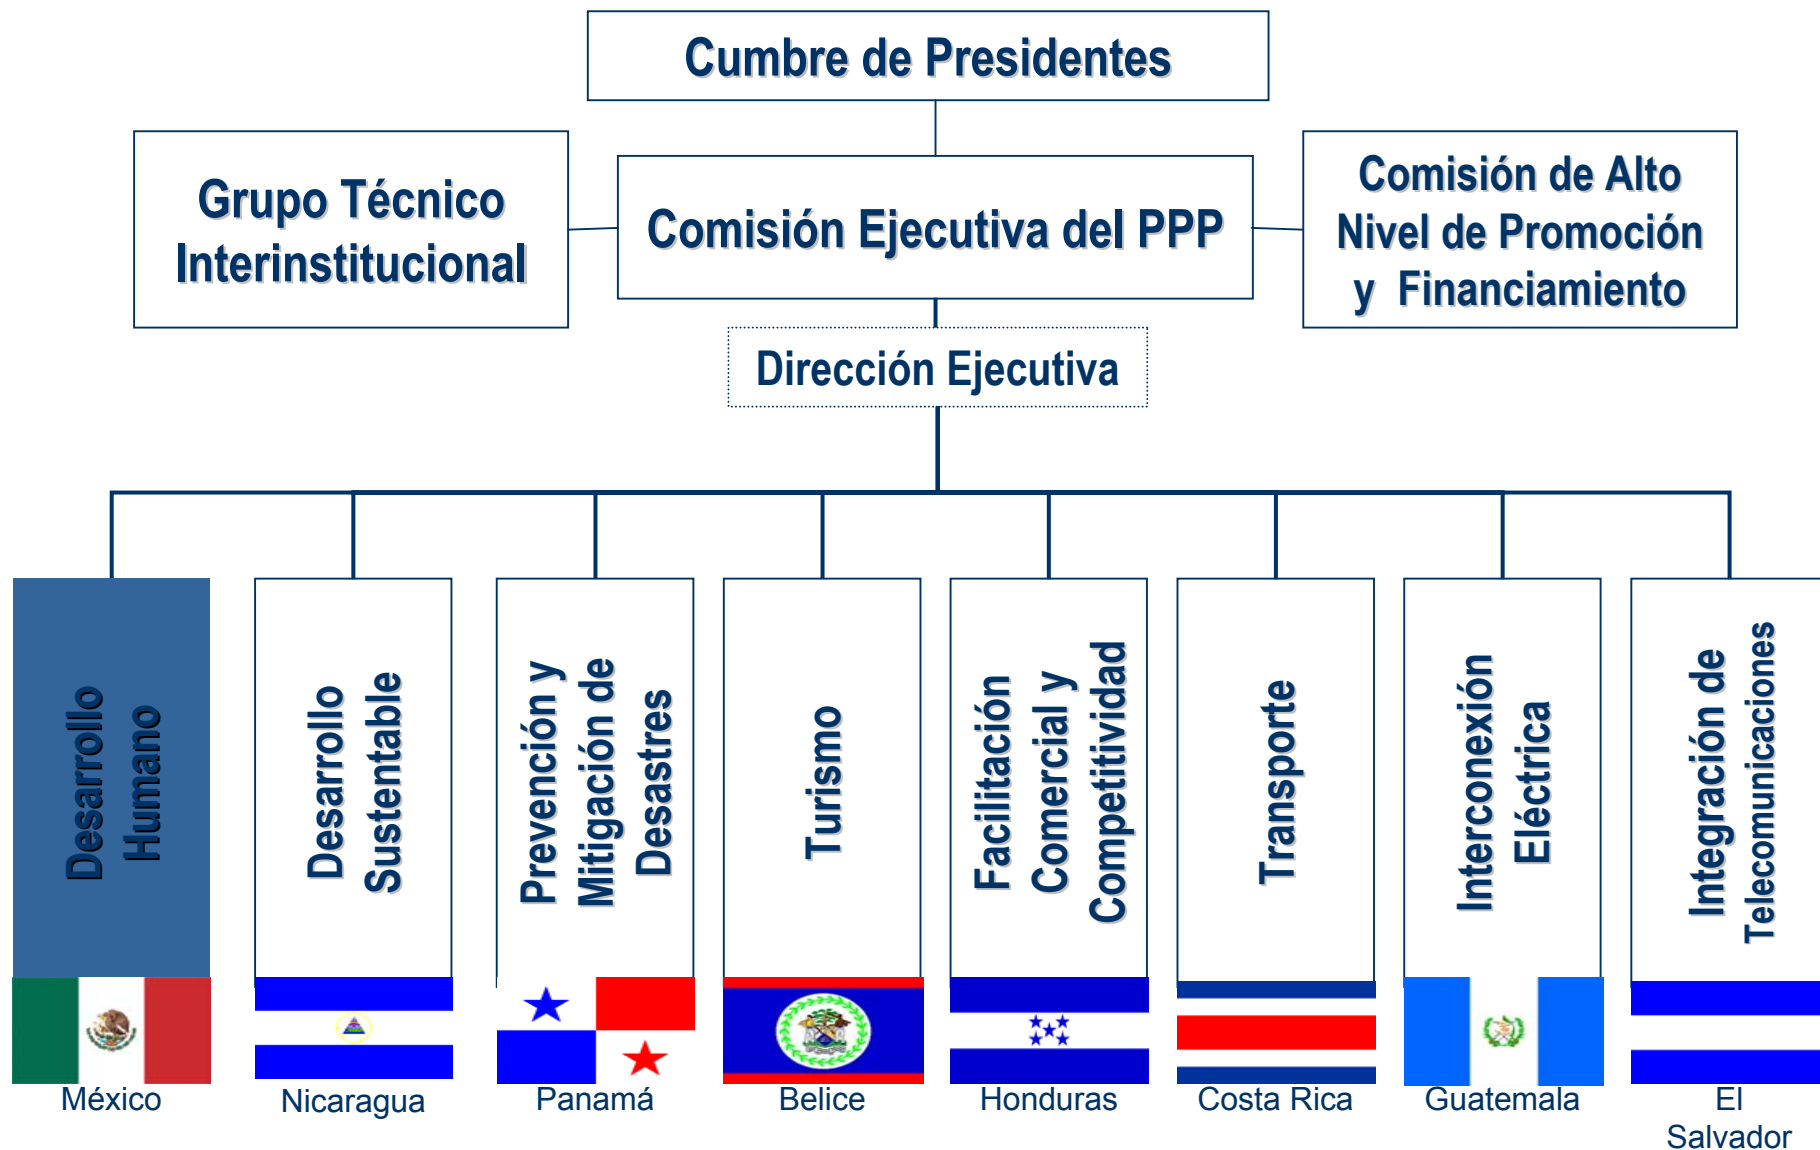 Cumbre de Presidentes
Grupo Técnico
Interinstitucional
Comisión Ejecutiva del PPP
Comisión de Alto
Nivel de Promoción
y Financiamiento
Dirección Ejecutiva
Desarrollo
Humano
Desarrollo
Sustentable
Prevención y
Mitigación de
Desastres
Turismo
Facilitación
Comercial y
Competitividad
Transporte
Interconexión
Eléctrica
Integración de
Telecomunicaciones
México
Nicaragua
Panamá
Belice
Honduras
Costa Rica
Guatemala
El
Salvador